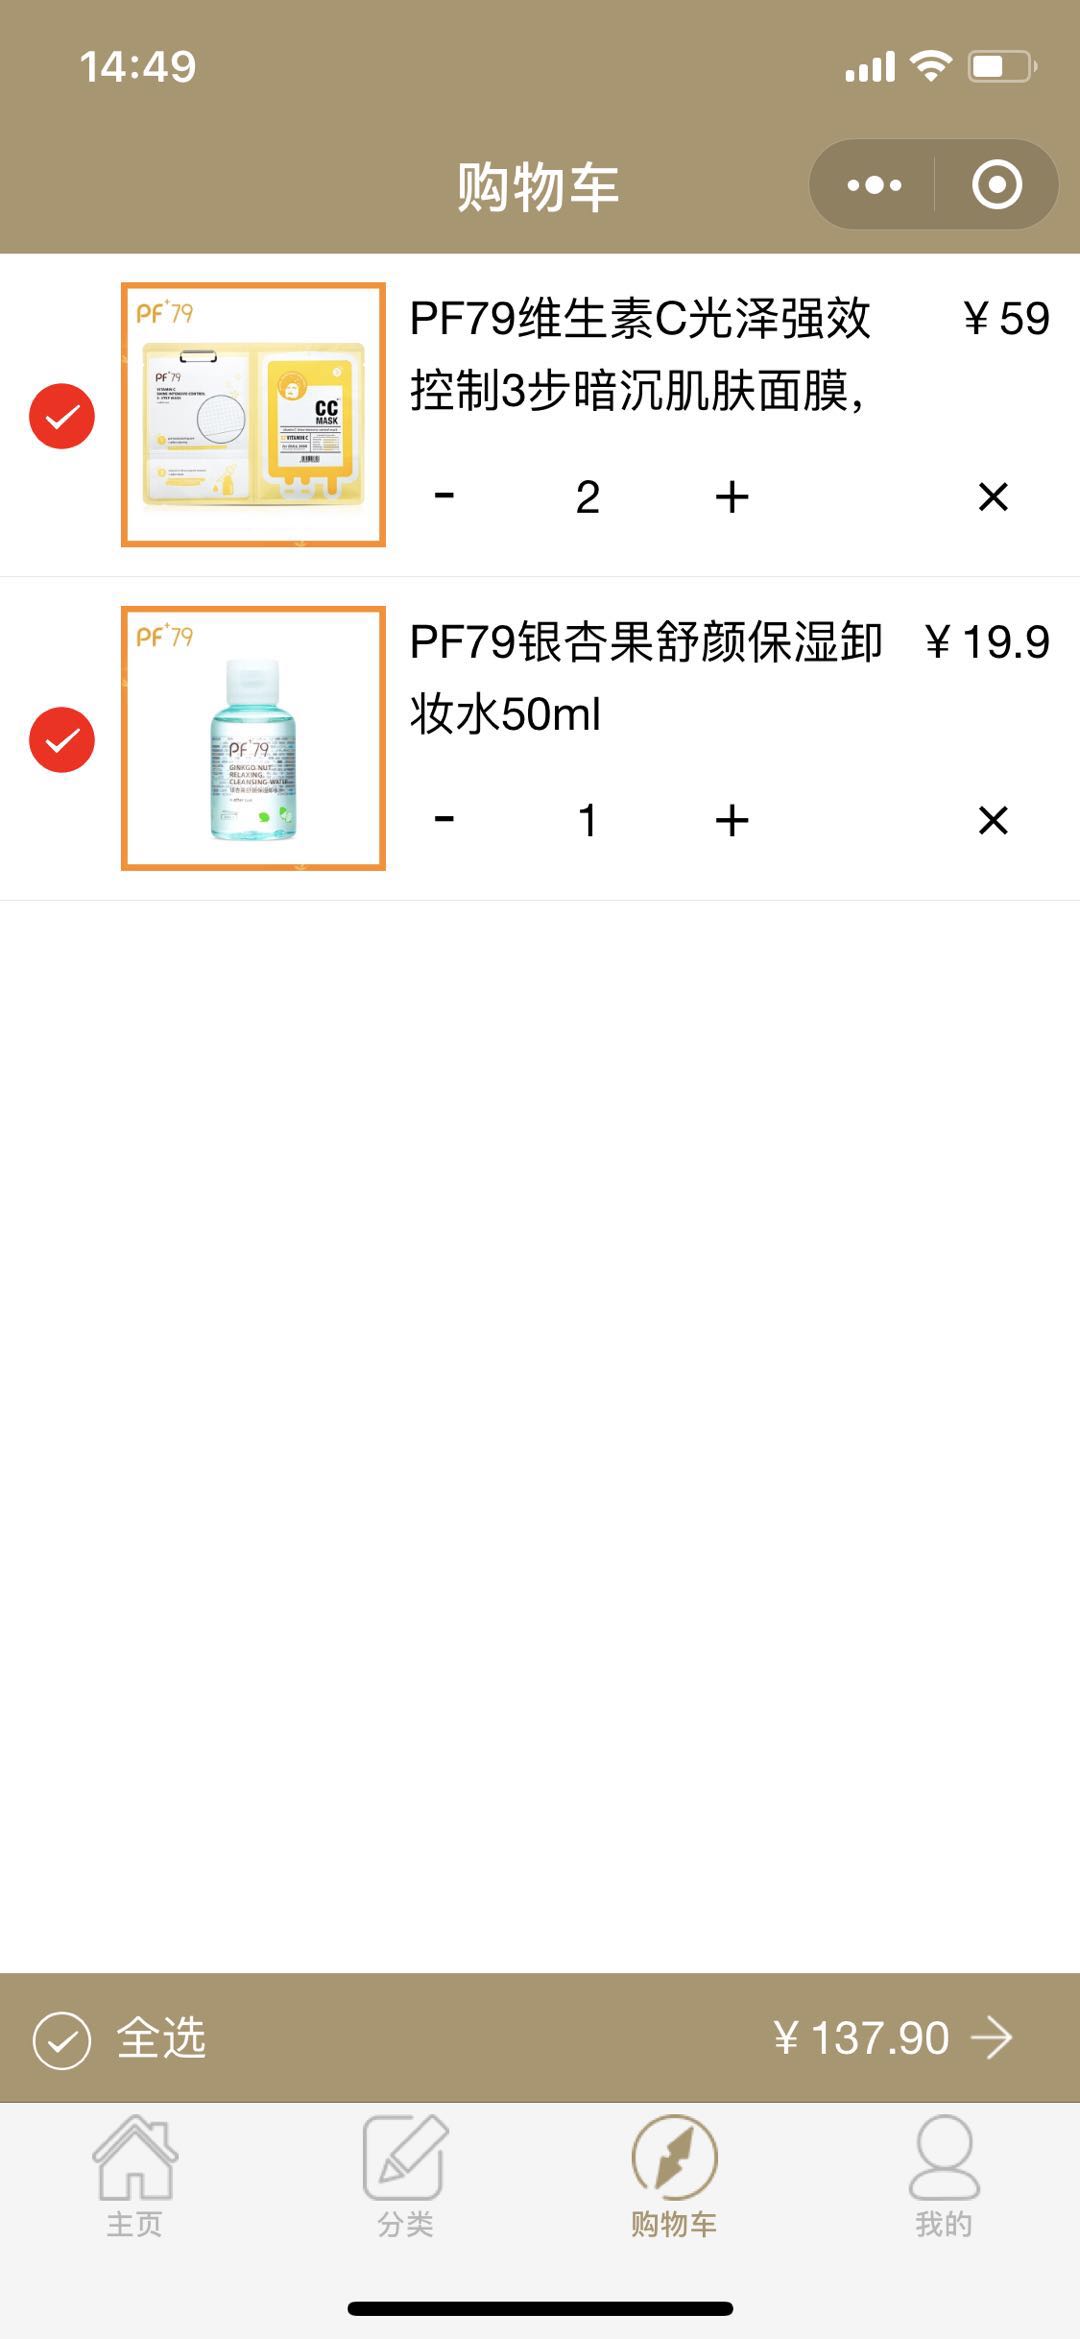 14:49
购物车
PF79
PF79维生素C光泽强效
¥59
控制3步暗沉肌肤面膜，
PF79
CC
MASK
VITAMIN C
- 2 + ×
PF79
PF79银杏果舒颜保湿卸
¥19.9
妆水50ml
PF79
GINKGO NUT
RELAXING
CLEANSING WATER
- 1 + ×
全选
¥137.90
主页
分类
购物车
我的